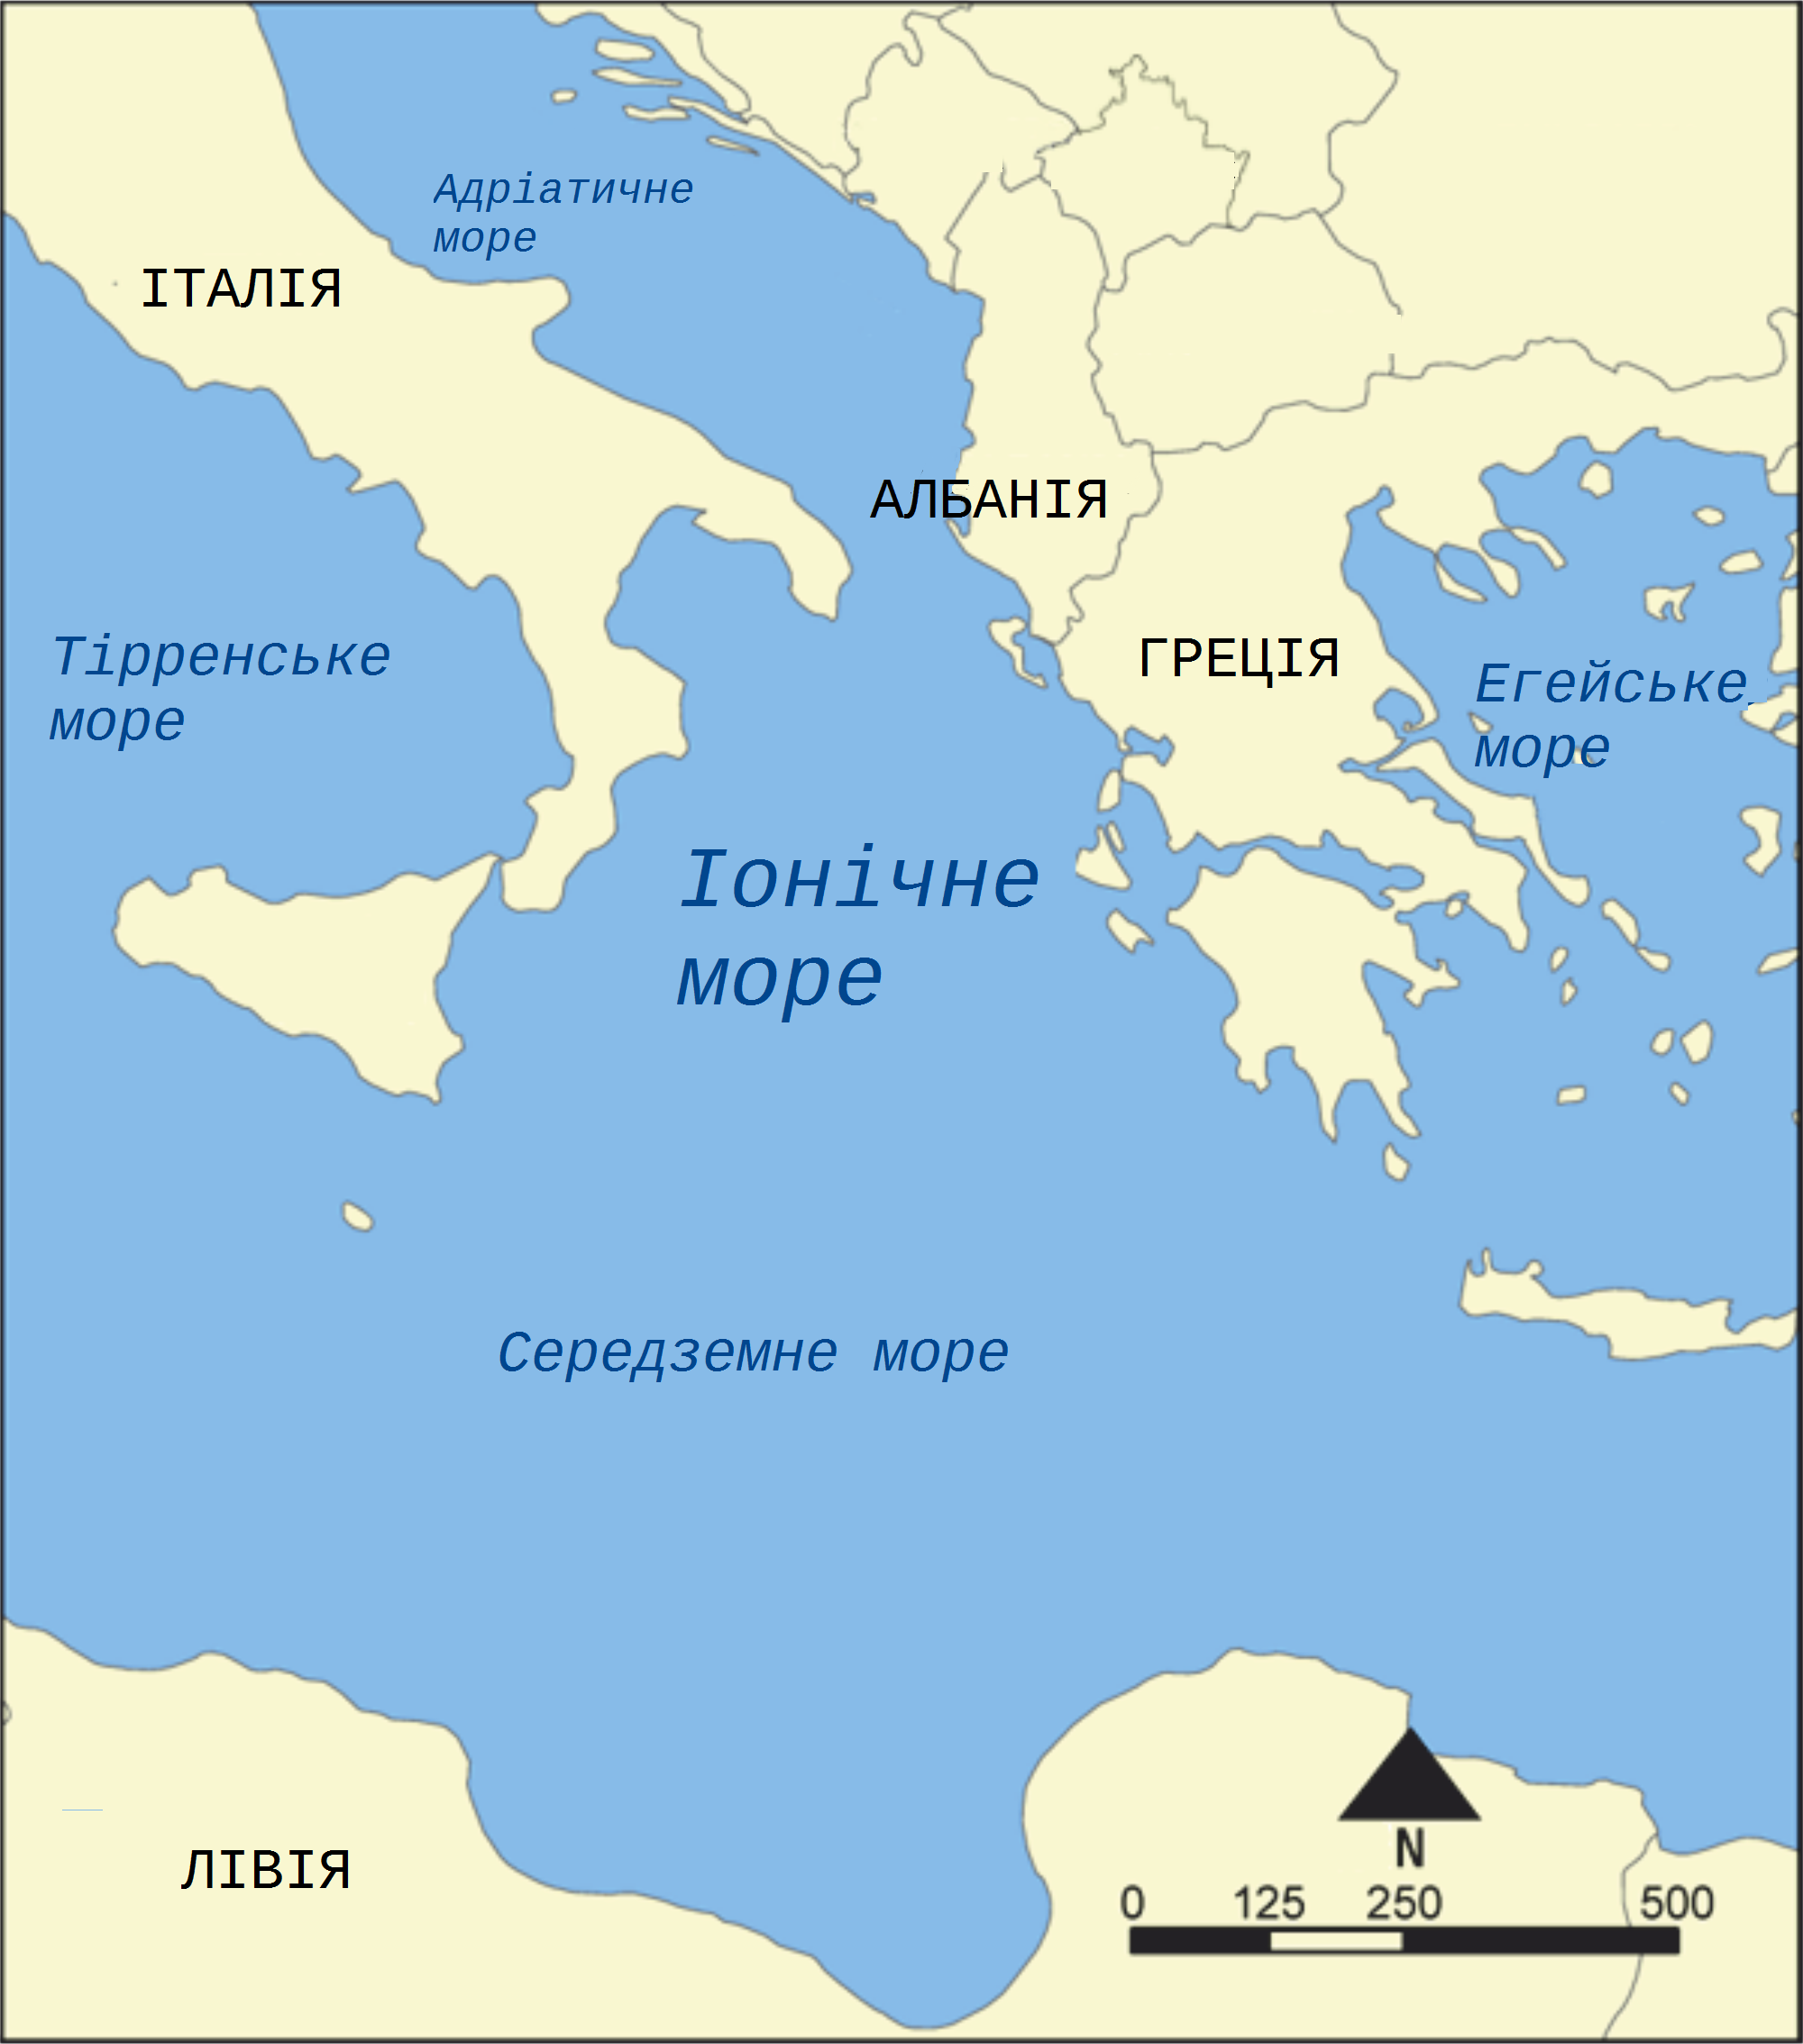 Адріатичне
море
ІТАЛІЯ
АЛБАНІЯ
Тірренське
море
ГРЕЦІЯ
Егейське
море
Іонічне
море
Середземне море
ЛІВІЯ
N
0 125 250 500